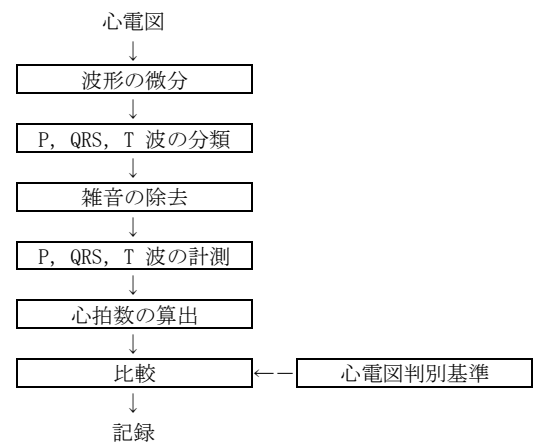 心電図
↓
波形の微分
↓
P, QRS, T 波の分類
↓
雑音の除去
↓
P, QRS, T 波の計測
↓
心拍数の算出
↓
比較 ←− 心電図判別基準
↓
記録